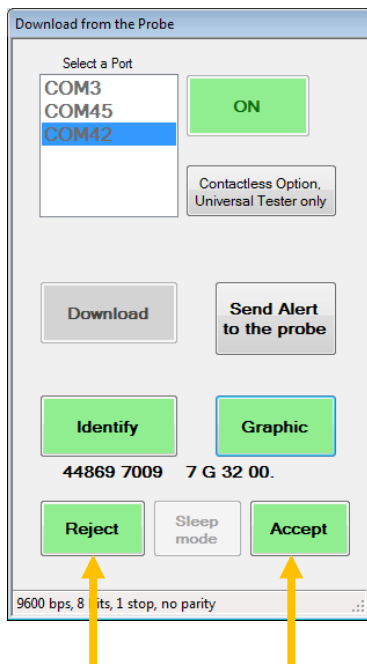 Download from the Probe
Select a Port
COM3
COM45
COM42
ON
Contactless Option,
Universal Tester only
Download
Send Alert
to the probe
Identify
Graphic
44869 7009 7 G 32 00.
Reject
Sleep
mode
Accept
9600 bps, 8 bits, 1 stop, no parity